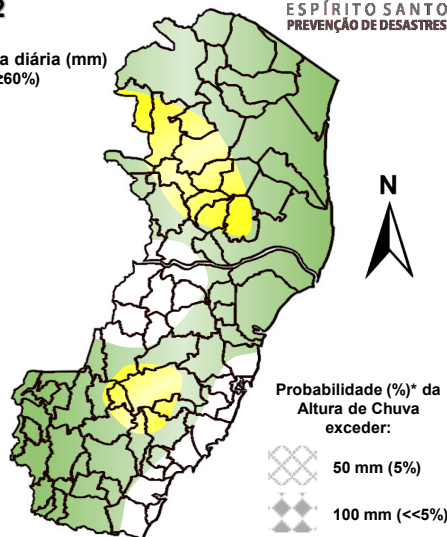 2
ESPÍRITO SANTO
PREVENÇÃO DE DESASTRES
a diária (mm)
≥60%)
N
Probabilidade (%)* da
Altura de Chuva
exceder:
50 mm (5%)
100 mm (<<5%)